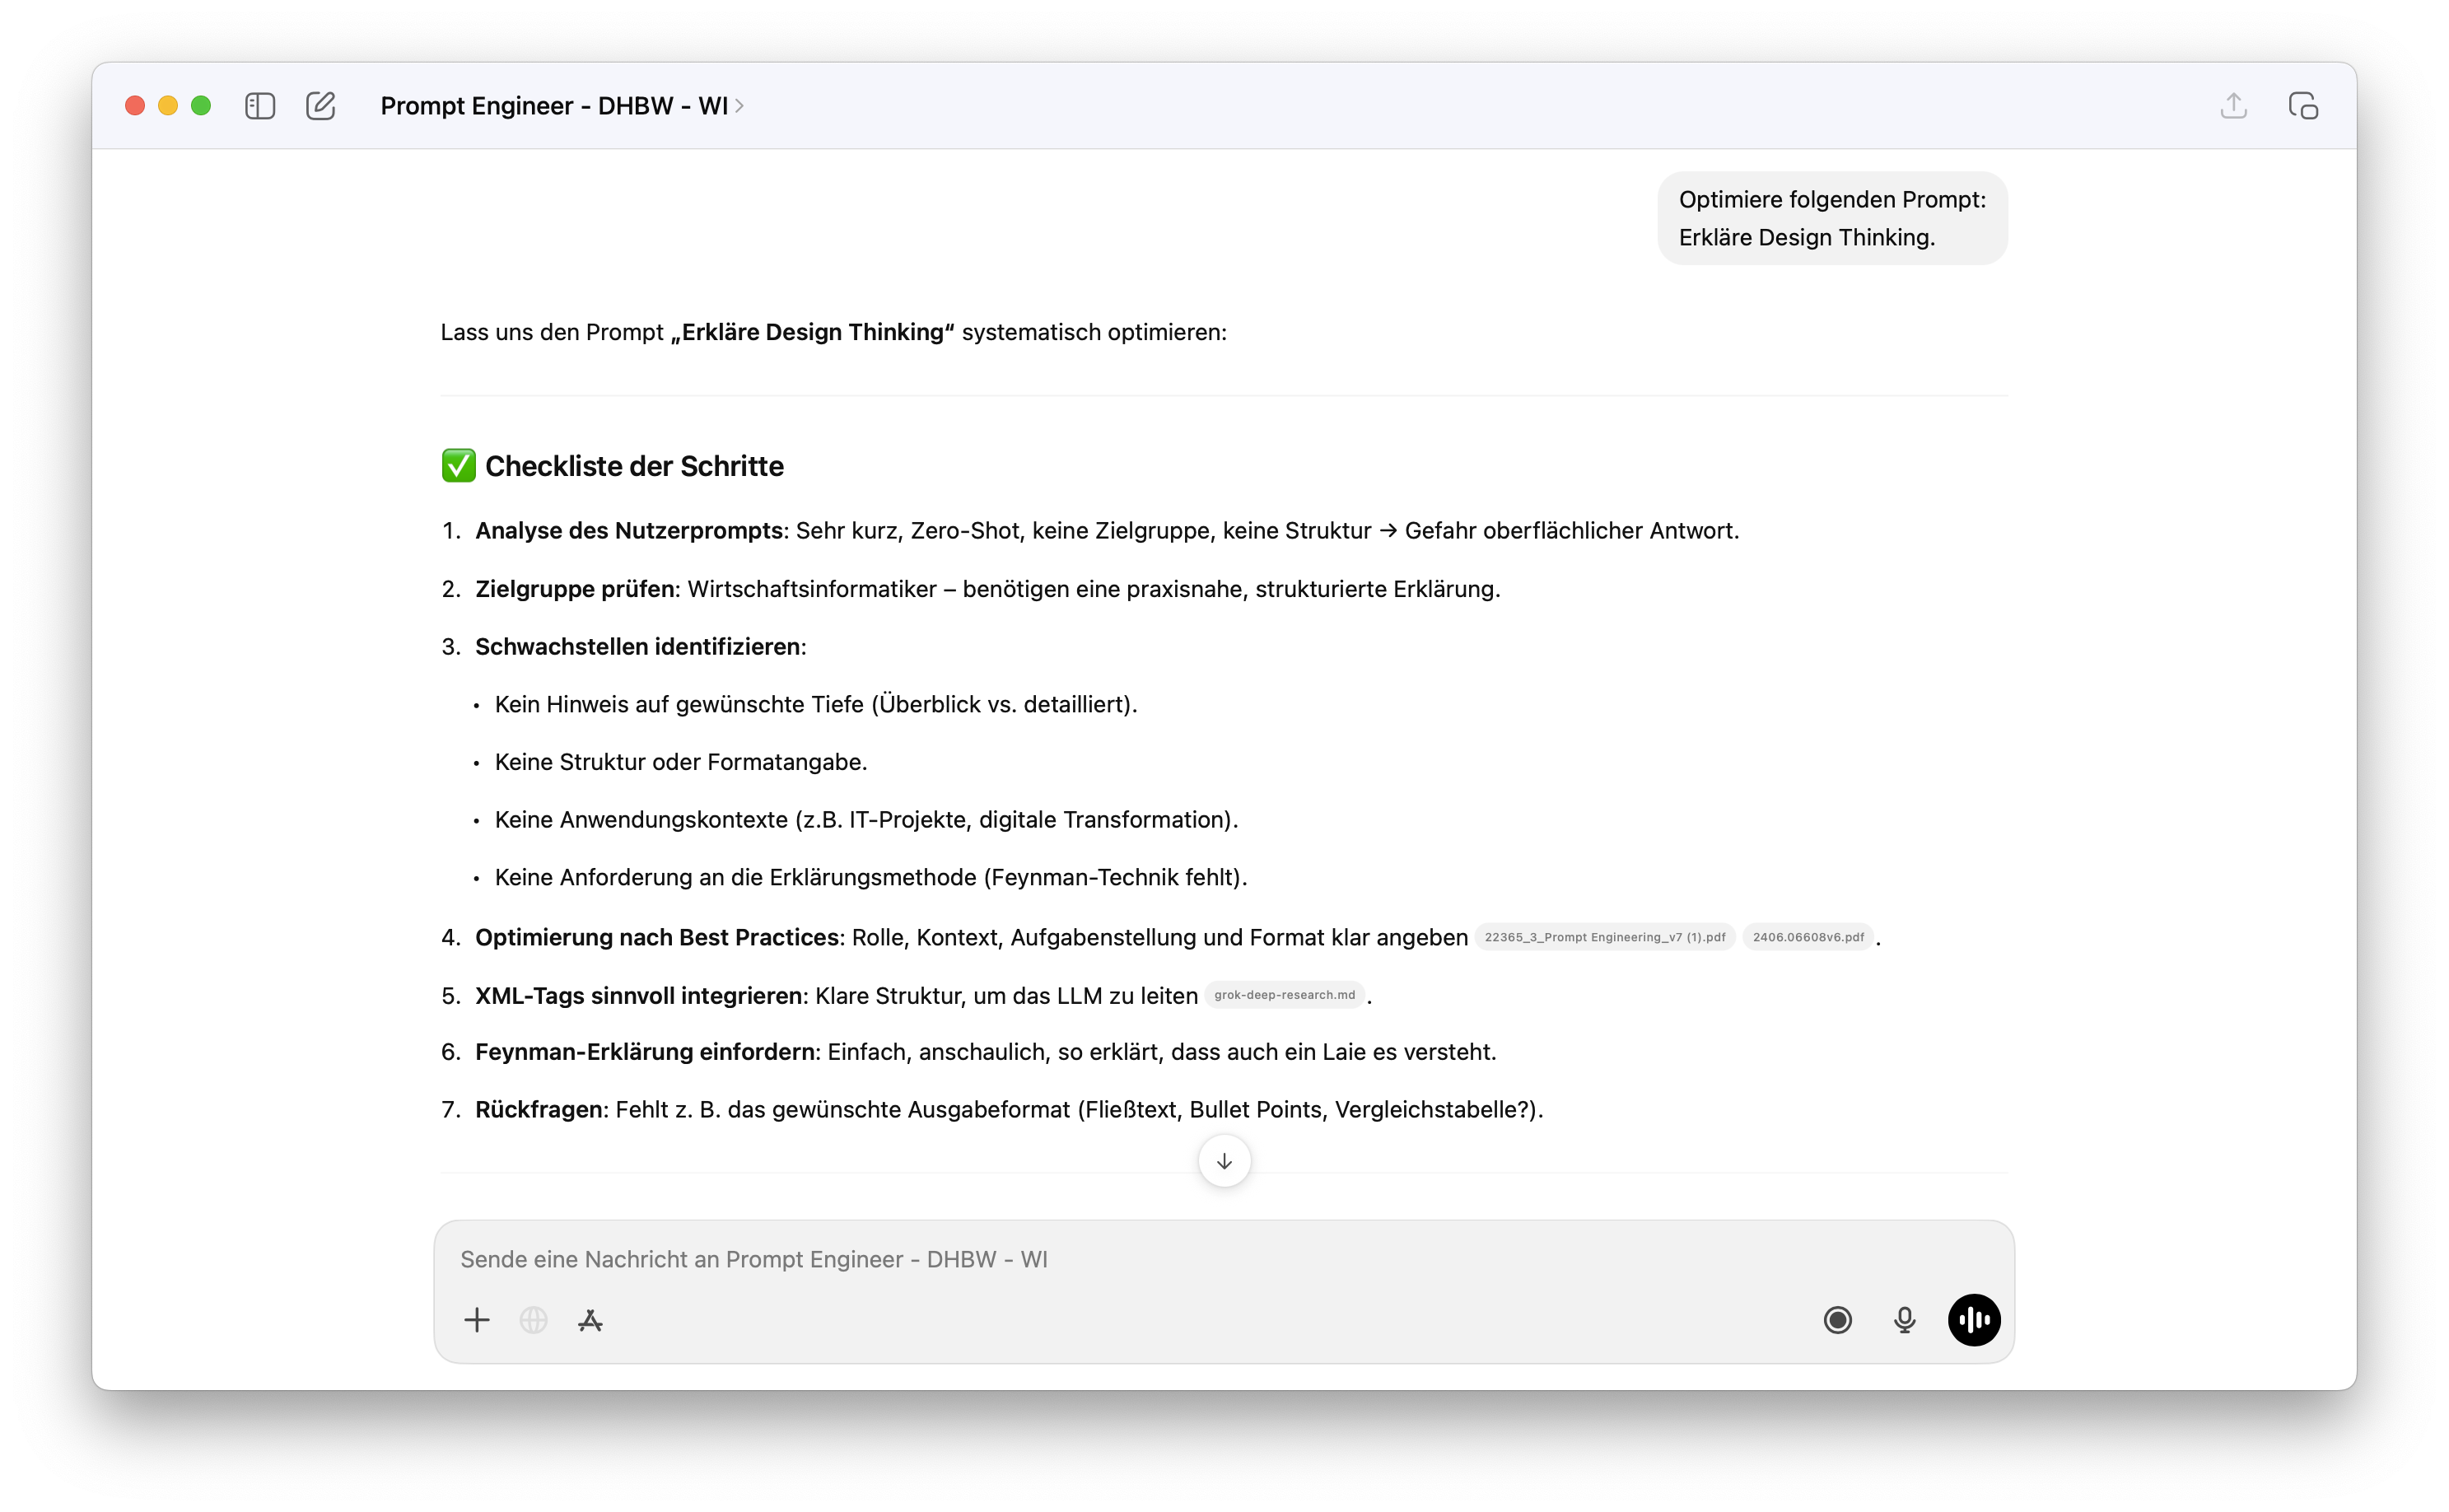 Prompt Engineer - DHBW - WI
Optimiere folgenden Prompt:
Erkläre Design Thinking.
Lass uns den Prompt „Erkläre Design Thinking“ systematisch optimieren:
✅ Checkliste der Schritte
1. Analyse des Nutzerprompts: Sehr kurz, Zero-Shot, keine Zielgruppe, keine Struktur → Gefahr oberflächlicher Antwort.
2. Zielgruppe prüfen: Wirtschaftsinformatiker – benötigen eine praxisnahe, strukturierte Erklärung.
3. Schwachstellen identifizieren:
• Kein Hinweis auf gewünschte Tiefe (Überblick vs. detailliert).
• Keine Struktur oder Formatangabe.
• Keine Anwendungskontexte (z.B. IT-Projekte, digitale Transformation).
• Keine Anforderung an die Erklärungsmethode (Feynman-Technik fehlt).
4. Optimierung nach Best Practices: Rolle, Kontext, Aufgabenstellung und Format klar angeben 22365_3_Prompt Engineering_v7 (1).pdf 2406.06608v6.pdf .
5. XML-Tags sinnvoll integrieren: Klare Struktur, um das LLM zu leiten grok-deep-research.md .
6. Feynman-Erklärung einfordern: Einfach, anschaulich, so erklärt, dass auch ein Laie es versteht.
7. Rückfragen: Fehlt z. B. das gewünschte Ausgabeformat (Fließtext, Bullet Points, Vergleichstabelle?).
Sende eine Nachricht an Prompt Engineer - DHBW - WI